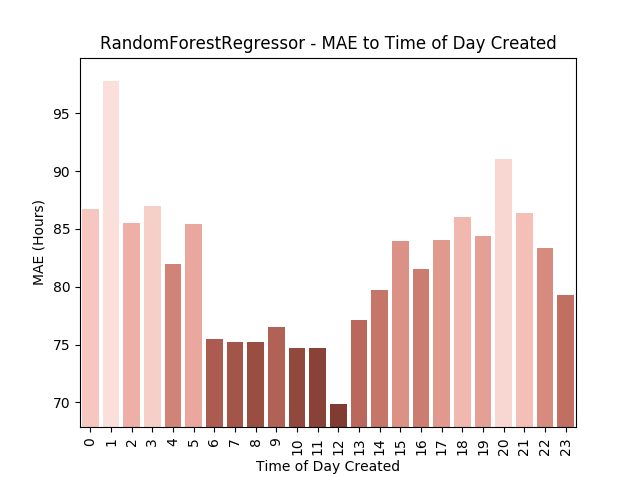 RandomForestRegressor - MAE to Time of Day Created
MAE (Hours)
95
90
85
80
75
70
0 1 2 3 4 5 6 7 8 9 10 11 12 13 14 15 16 17 18 19 20 21 22 23
Time of Day Created